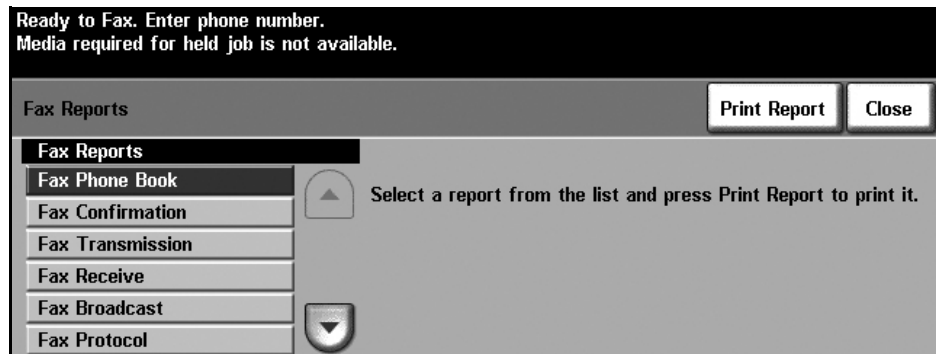 Ready to Fax. Enter phone number.
Media required for held job is not available.
Fax Reports
Print Report
Close
Fax Reports
Fax Phone Book
Fax Confirmation
Fax Transmission
Fax Receive
Fax Broadcast
Fax Protocol
Select a report from the list and press Print Report to print it.